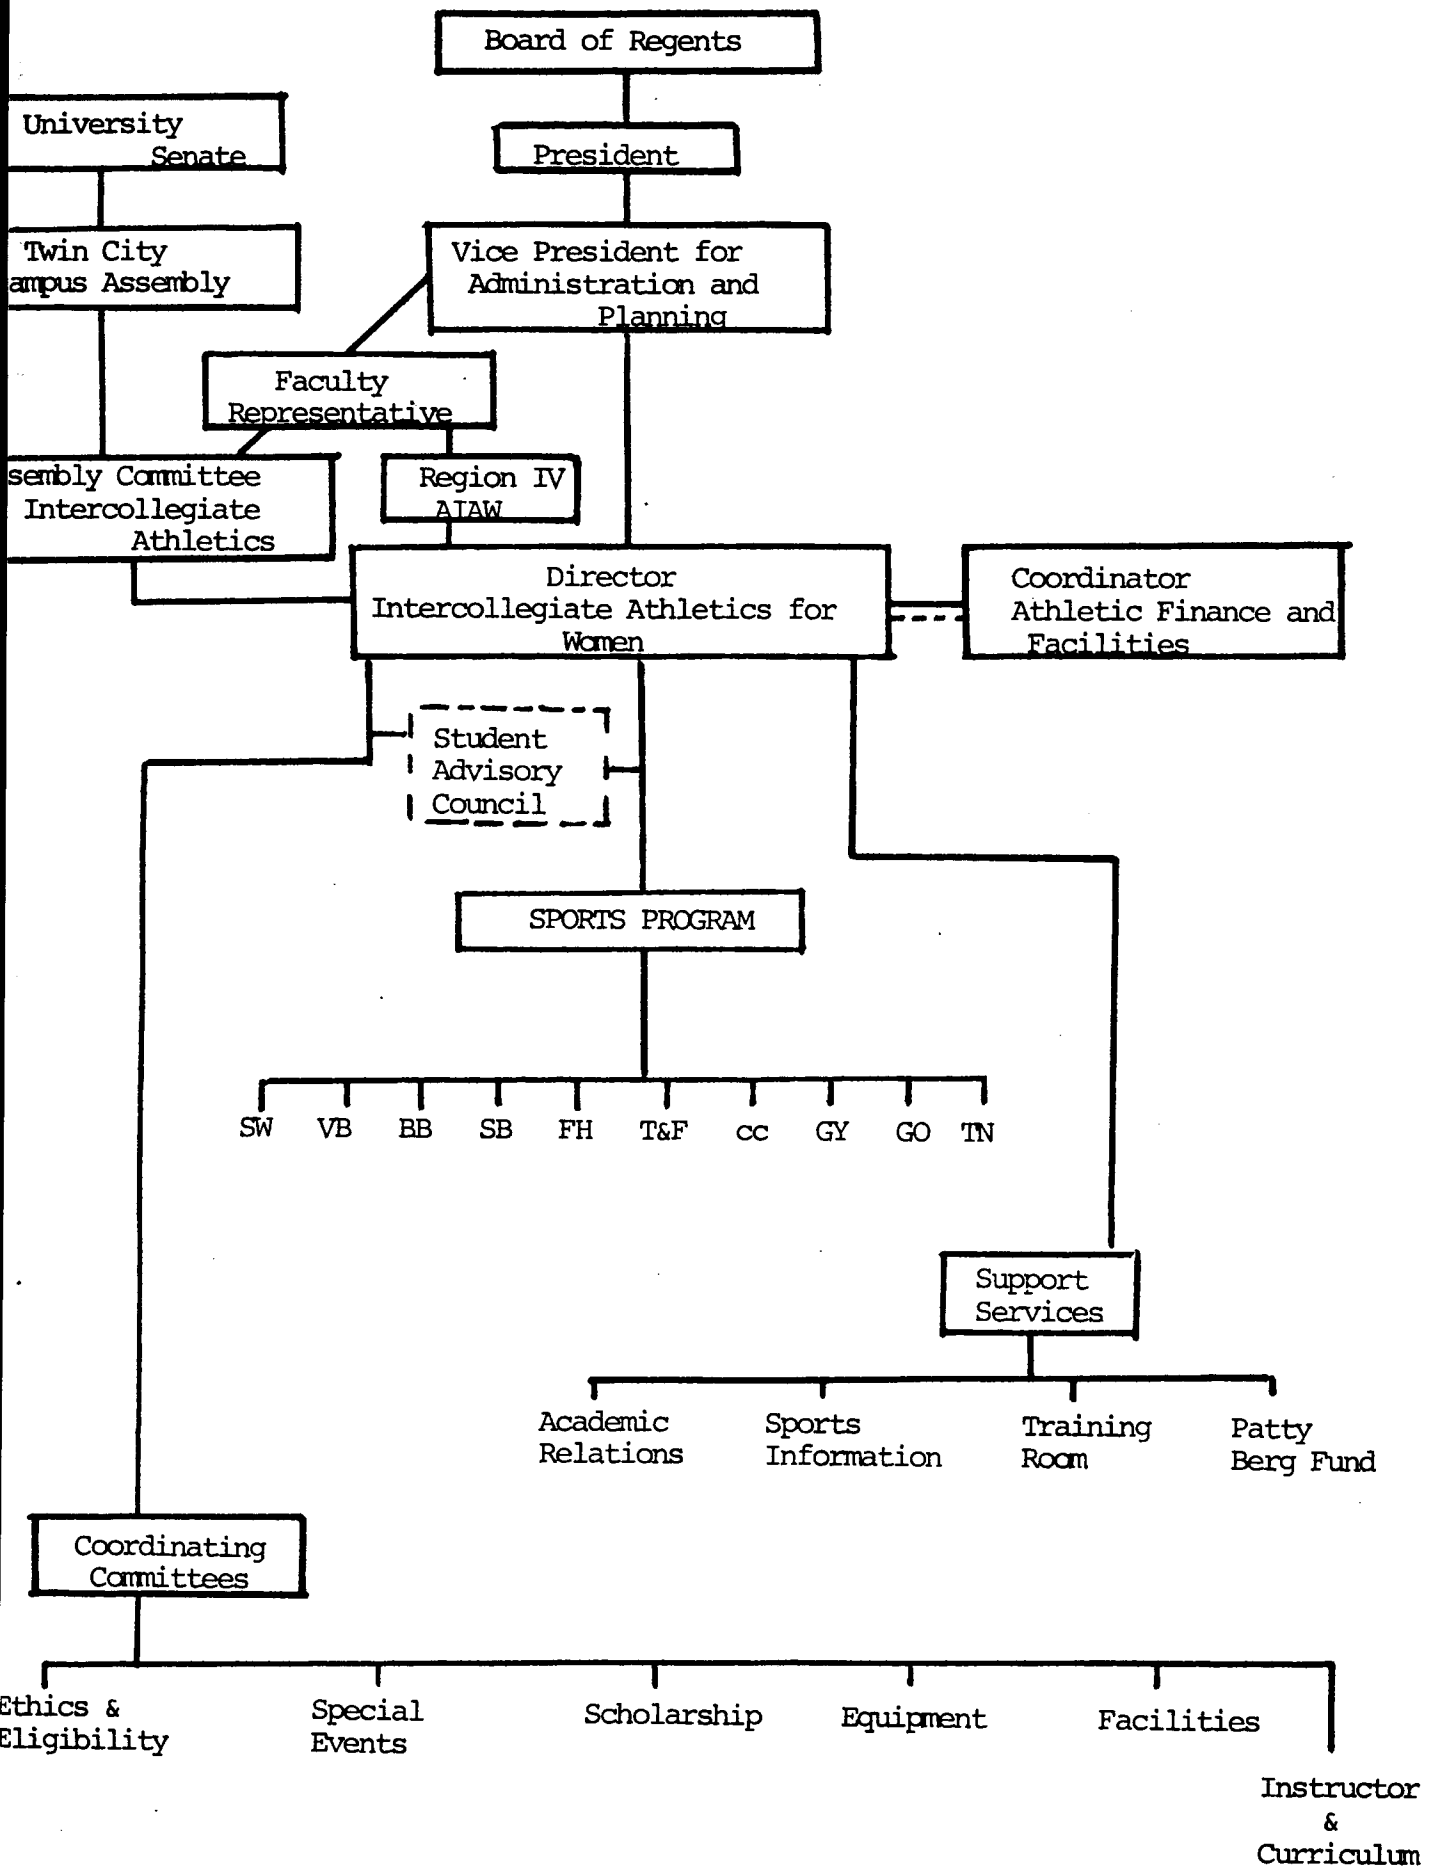 Board of Regents
University
Senate
President
Twin City
ampus Assembly
Vice President for
Administration and
Planning
Faculty
Representative
sembly Committee
Intercollegiate
Athletics
Region IV
AIAW
Director
Intercollegiate Athletics for
Women
Coordinator
Athletic Finance and
Facilities
Student
Advisory
Council
SPORTS PROGRAM
SW VB BB SB FH T&F cc GY GO TN
Support
Services
Academic
Relations
Sports
Information
Training
Room
Patty
Berg Fund
Coordinating
Committees
Ethics &
Eligibility
Special
Events
Scholarship
Equipment
Facilities
Instructor
&
Curriculum